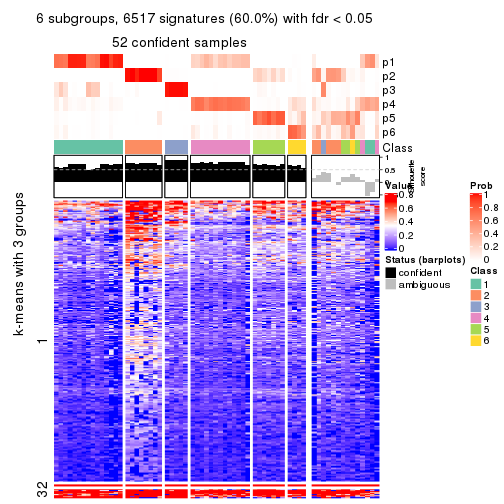 6 subgroups, 6517 signatures (60.0%) with fdr < 0.05
52 confident samples
p1
p2
p3
p4
p5
p6
Class
1
0.5
0
silhouette
score
k-means with 3 groups
1
3
2
Value
0.8
0.6
0.4
0.2
0
Status (barplots)
confident
ambiguous
Prob
1
0.8
0.6
0.4
0.2
0
Class
1
2
3
4
5
6